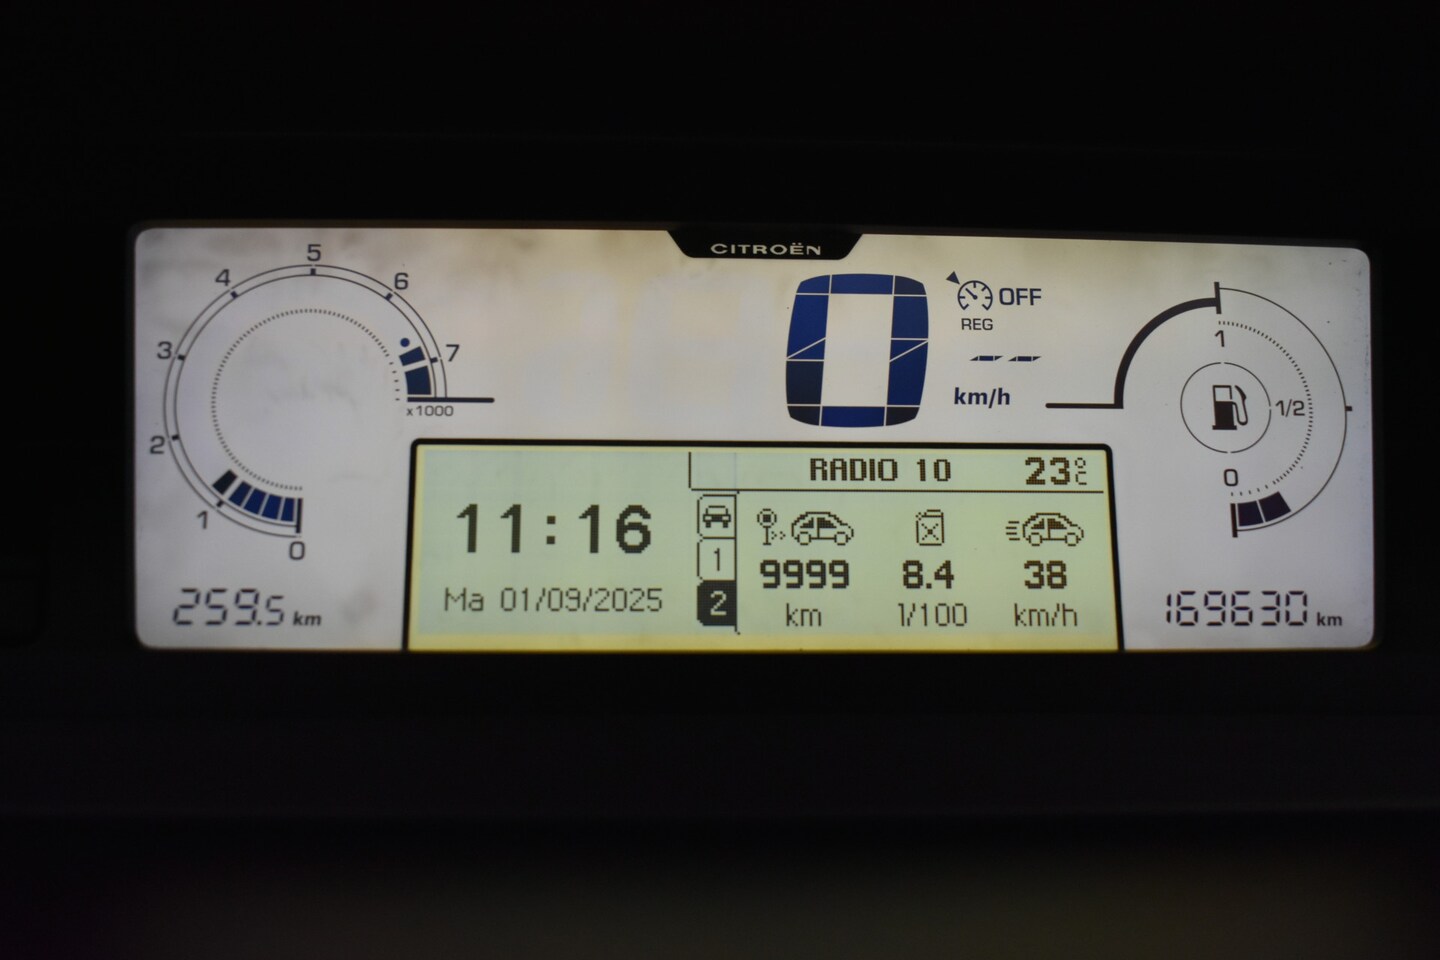 CITROËN
5
4
6
3
7
x1000
2
1
0
259.5 km
0
OFF
REG
-- --
km/h
1
1/2
0
RADIO 10 23°C
11:16
Ma 01/09/2025
1
2
9999 8.4 38
km l/100 km/h
169630 km